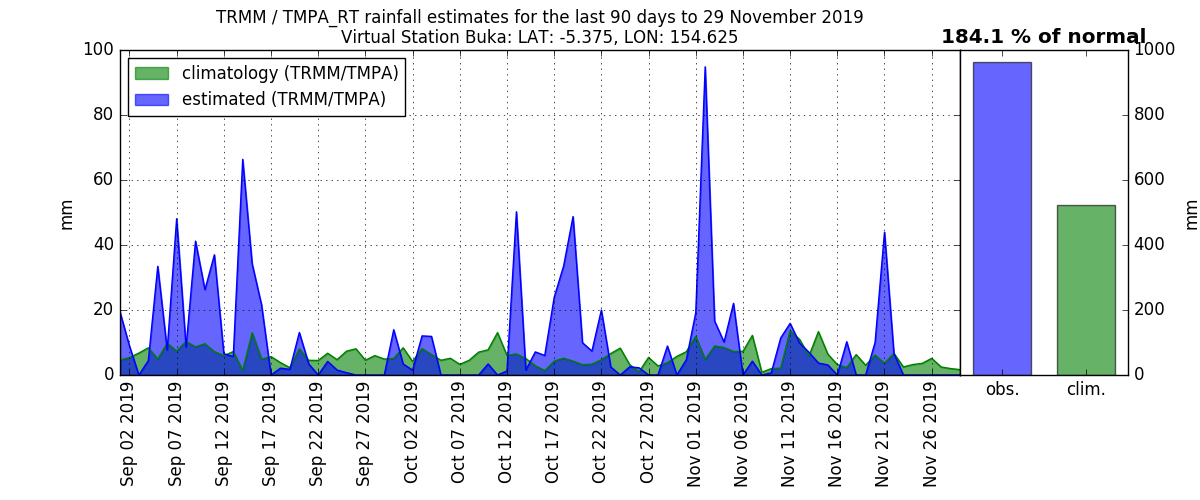 TRMM / TMPA_RT rainfall estimates for the last 90 days to 29 November 2019
Virtual Station Buka: LAT: -5.375, LON: 154.625
184.1 % of normal
climatology (TRMM/TMPA)
estimated (TRMM/TMPA)
100
80
60
40
20
0
mm
1000
800
600
400
200
0
mm
Sep 02 2019
Sep 07 2019
Sep 12 2019
Sep 17 2019
Sep 22 2019
Sep 27 2019
Oct 02 2019
Oct 07 2019
Oct 12 2019
Oct 17 2019
Oct 22 2019
Oct 27 2019
Nov 01 2019
Nov 06 2019
Nov 11 2019
Nov 16 2019
Nov 21 2019
Nov 26 2019
obs.
clim.